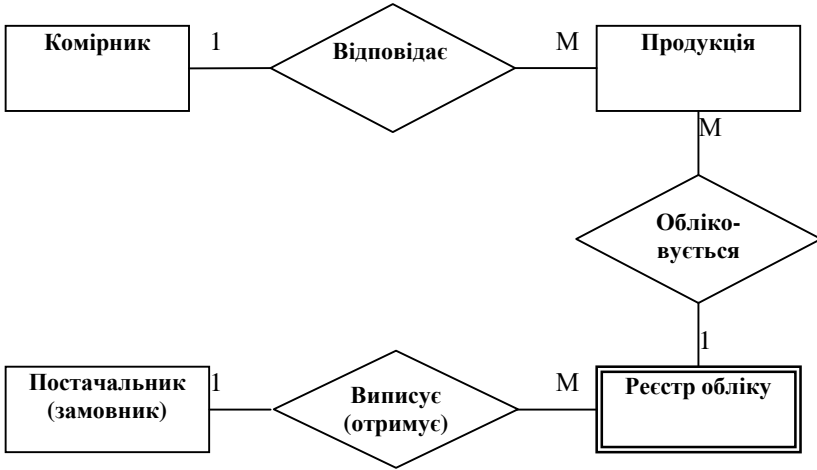 Комірник
1
Відповідає
М
Продукція
М
Обліко-
вується
1
Постачальник
(замовник)
1
Виписує
(отримує)
М
Реєстр обліку